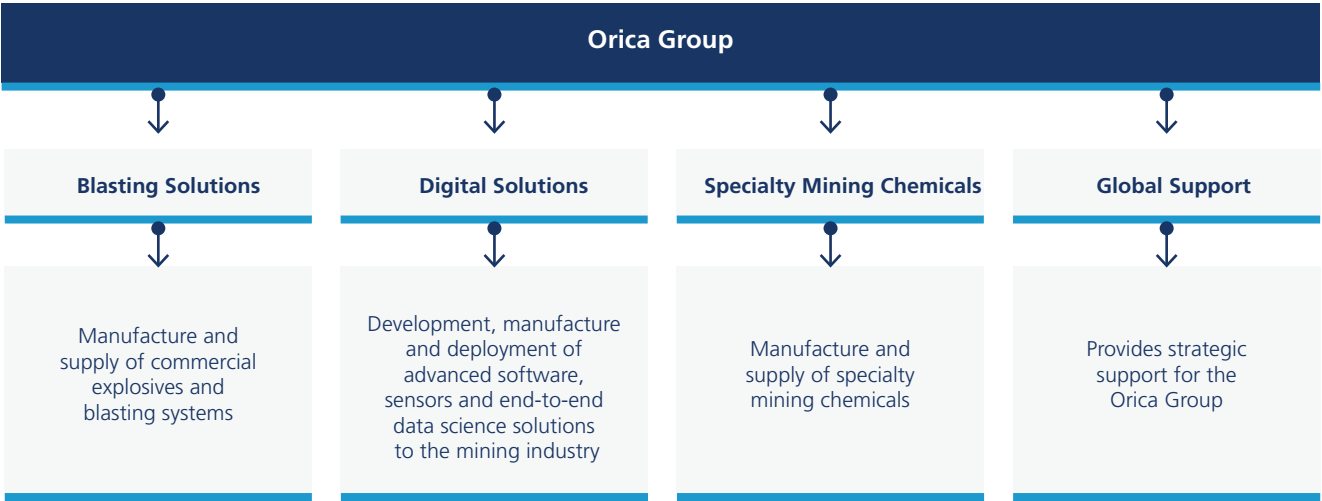 Orica Group
Blasting Solutions
Digital Solutions
Specialty Mining Chemicals
Global Support
Manufacture and
supply of commercial
explosives and
blasting systems
Development, manufacture
and deployment of
advanced software,
sensors and end-to-end
data science solutions
to the mining industry
Manufacture and
supply of specialty
mining chemicals
Provides strategic
support for the
Orica Group